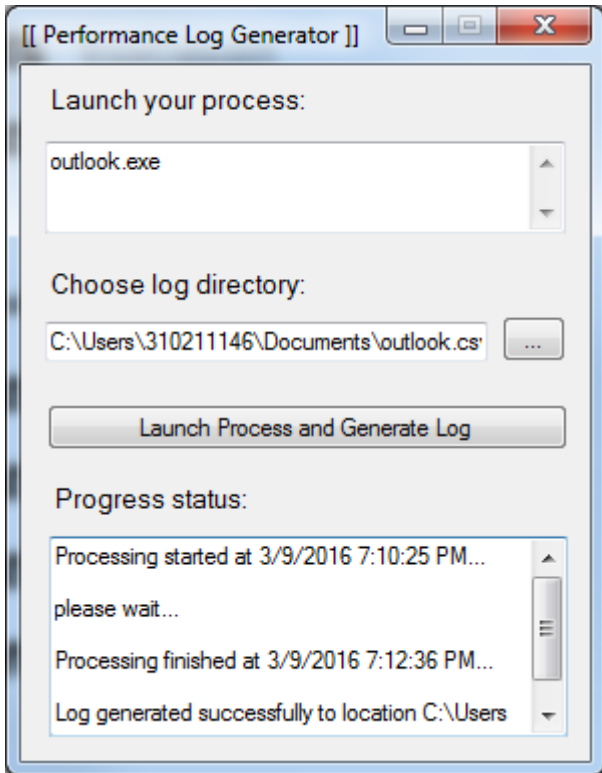 [[ Performance Log Generator ]]
Launch your process:
outlook.exe
Choose log directory:
C:\Users\310211146\Documents\outlook.cs
...
Launch Process and Generate Log
Progress status:
Processing started at 3/9/2016 7:10:25 PM...
please wait...
Processing finished at 3/9/2016 7:12:36 PM...
Log generated successfully to location C:\Users